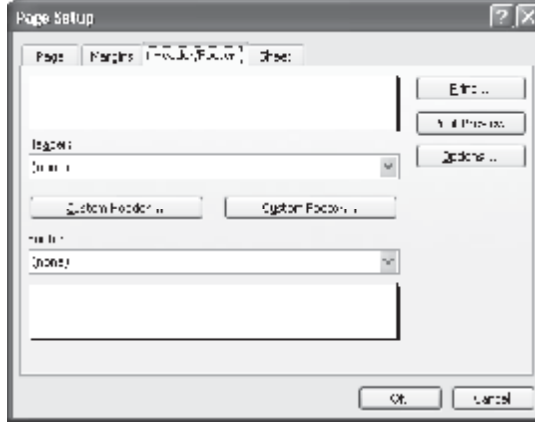 Page Setup
Page Margins Header/Footer Sheet
Print...
Print Preview
Header:
(none)
Options...
Custom Header... Custom Footer...
Footer:
(none)
OK Cancel